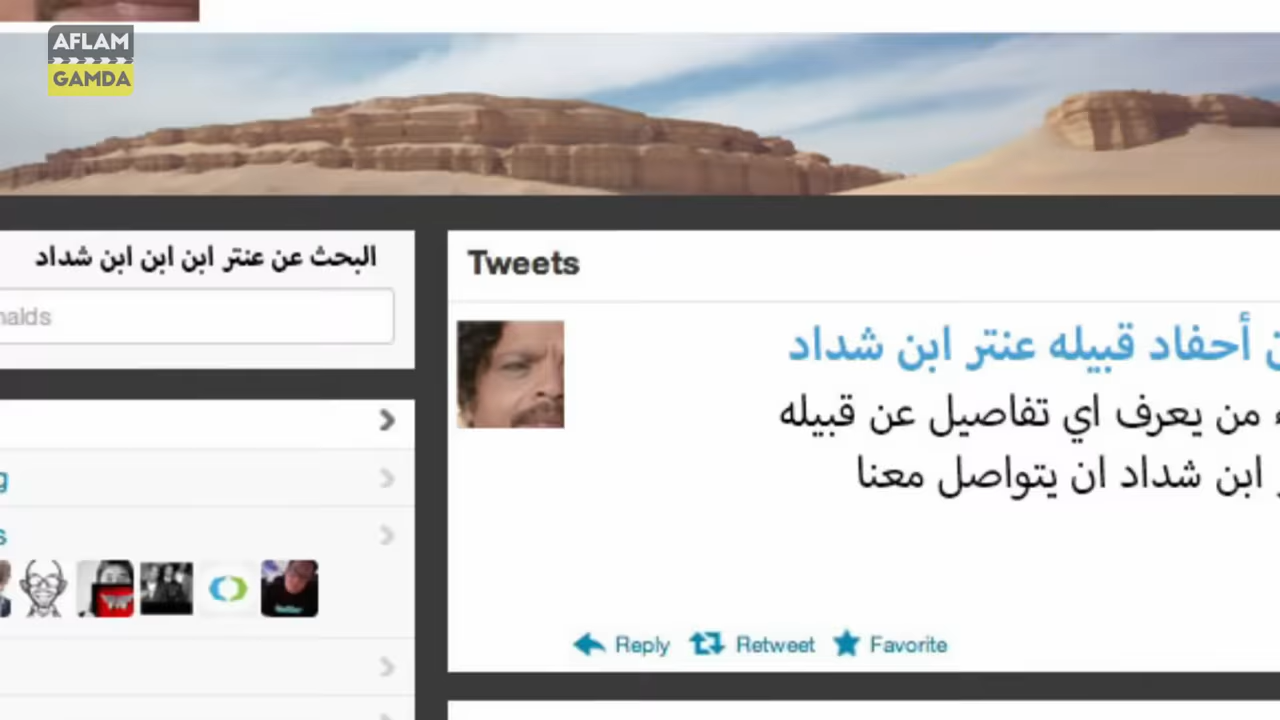 AFLAM
GAMDA
البحث عن عنتر ابن ابن ابن شداد
nalds
Tweets
أحفاد قبيله عنتر ابن شداد
من يعرف اي تفاصيل عن قبيله
ابن شداد ان يتواصل معنا
Reply Retweet Favorite